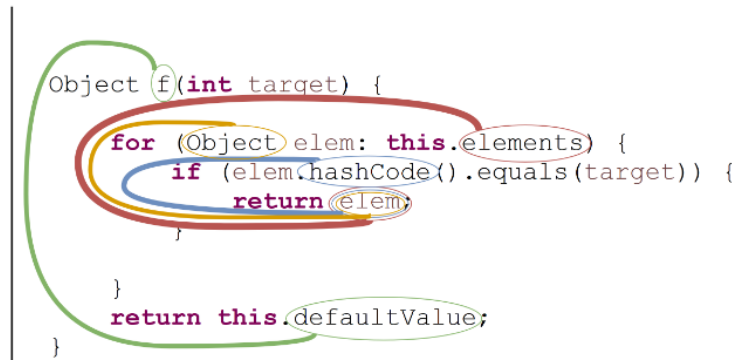 Object f(int target) {
for (Object elem: this.elements) {
if (elem.hashCode().equals(target)) {
return elem;
}
}
return this.defaultValue;
}